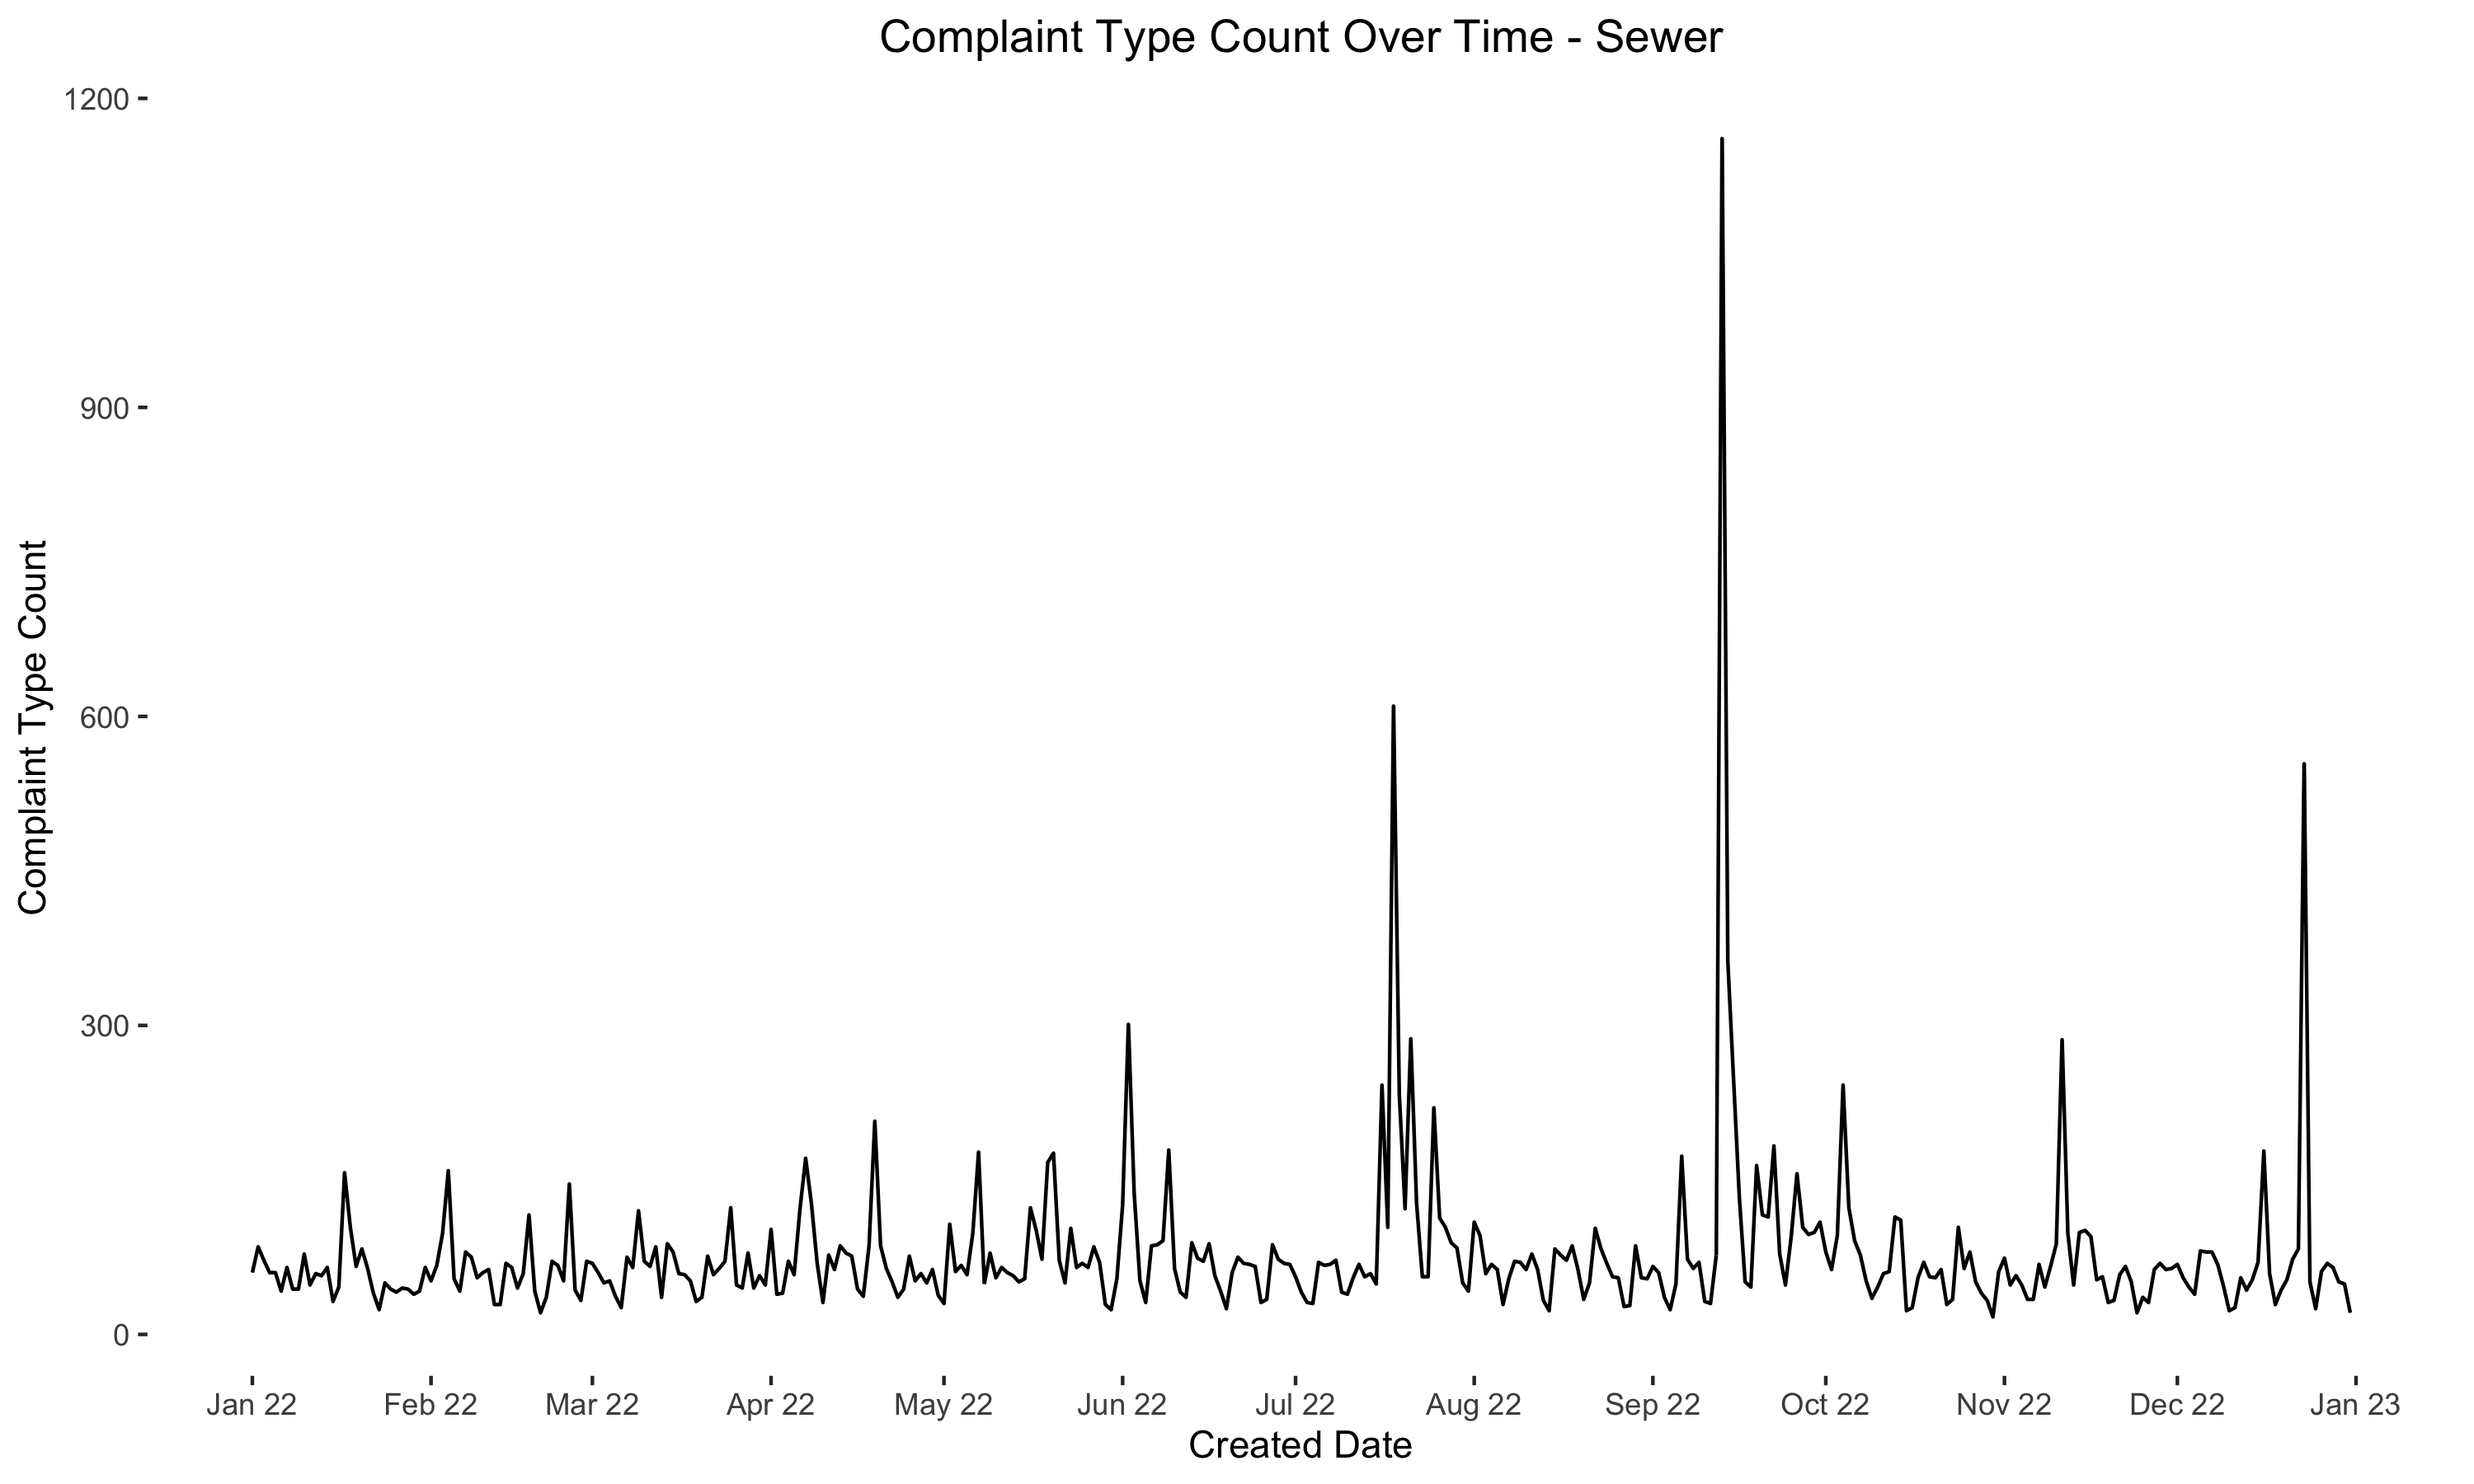 Complaint Type Count Over Time - Sewer
1200
900
600
300
0
Complaint Type Count
Jan 22 Feb 22 Mar 22 Apr 22 May 22 Jun 22 Jul 22 Aug 22 Sep 22 Oct 22 Nov 22 Dec 22 Jan 23
Created Date